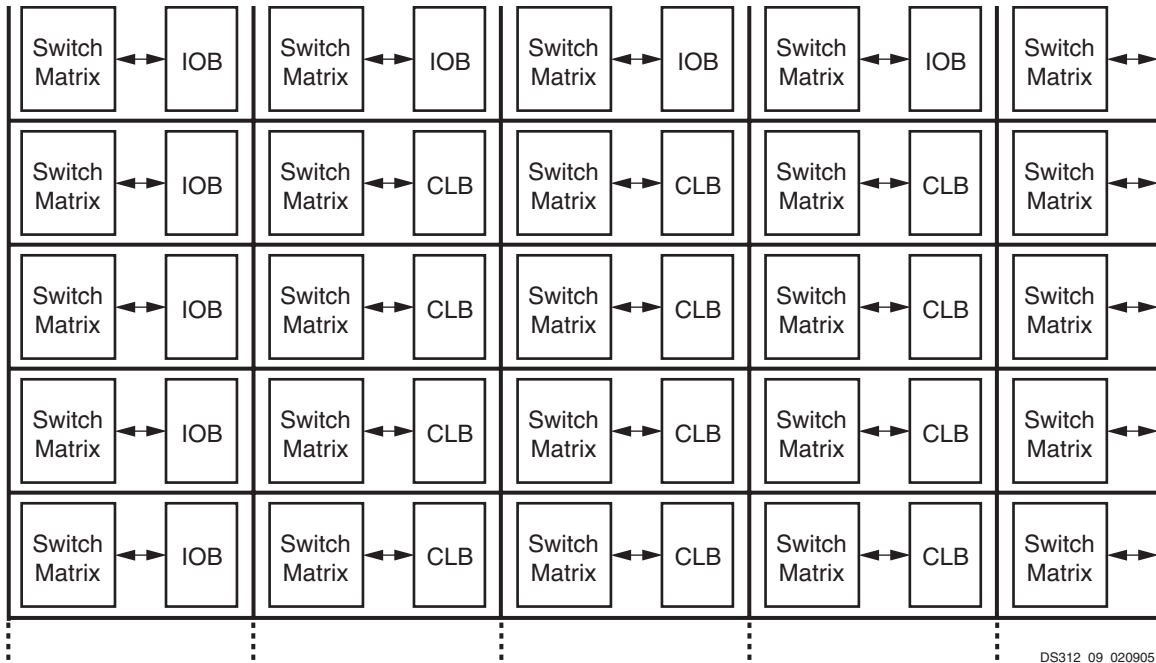 Switch
Matrix
IOB
Switch
Matrix
IOB
Switch
Matrix
IOB
Switch
Matrix
IOB
Switch
Matrix
Switch
Matrix
IOB
Switch
Matrix
CLB
Switch
Matrix
CLB
Switch
Matrix
CLB
Switch
Matrix
Switch
Matrix
IOB
Switch
Matrix
CLB
Switch
Matrix
CLB
Switch
Matrix
CLB
Switch
Matrix
Switch
Matrix
IOB
Switch
Matrix
CLB
Switch
Matrix
CLB
Switch
Matrix
CLB
Switch
Matrix
Switch
Matrix
IOB
Switch
Matrix
CLB
Switch
Matrix
CLB
Switch
Matrix
CLB
Switch
Matrix
DS312_09_020905